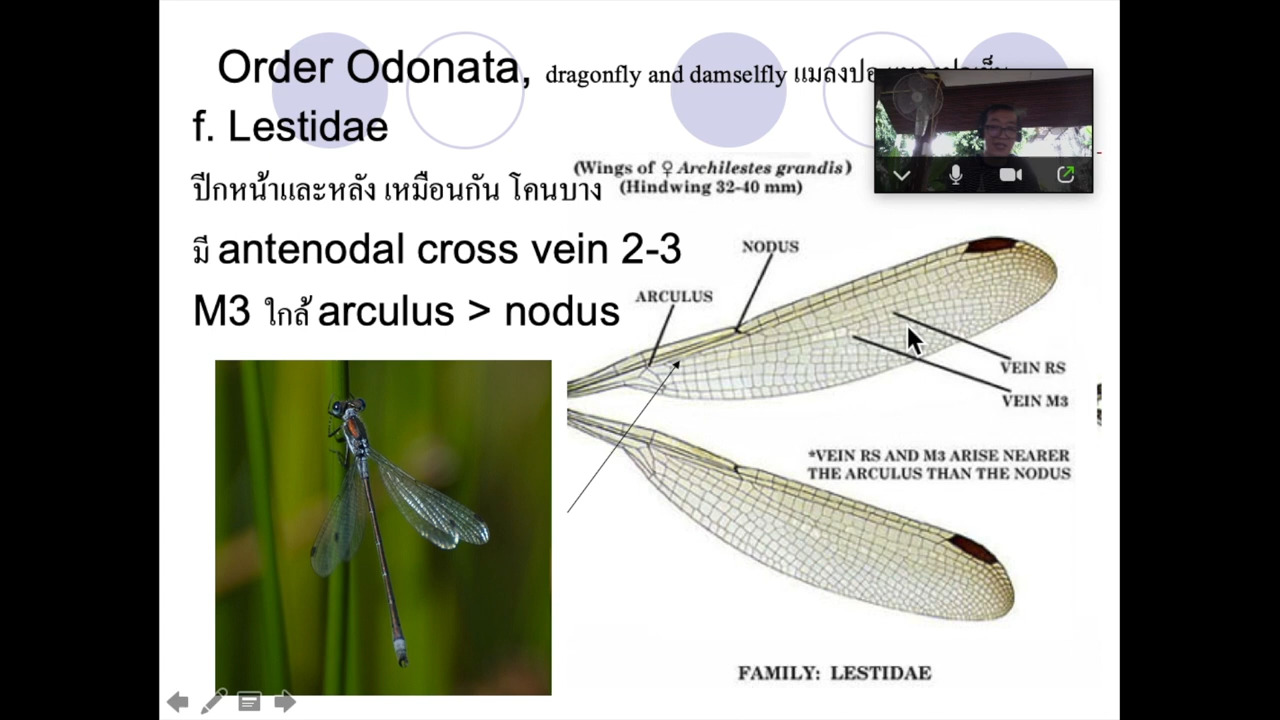 Order Odonata, dragonfly and damselfly แมลงปอ
f. Lestidae
ปีกหน้าและหลัง เหมือนกัน โคนบาง
มี antenodal cross vein 2-3
M3 ใกล้ arculus > nodus
(Wings of ♀ Archilestes grandis)
(Hindwing 32-40 mm)
NODUS
ARCULUS
VEIN RS
VEIN M3
*VEIN RS AND M3 ARISE NEARER
THE ARCULUS THAN THE NODUS
FAMILY: LESTIDAE